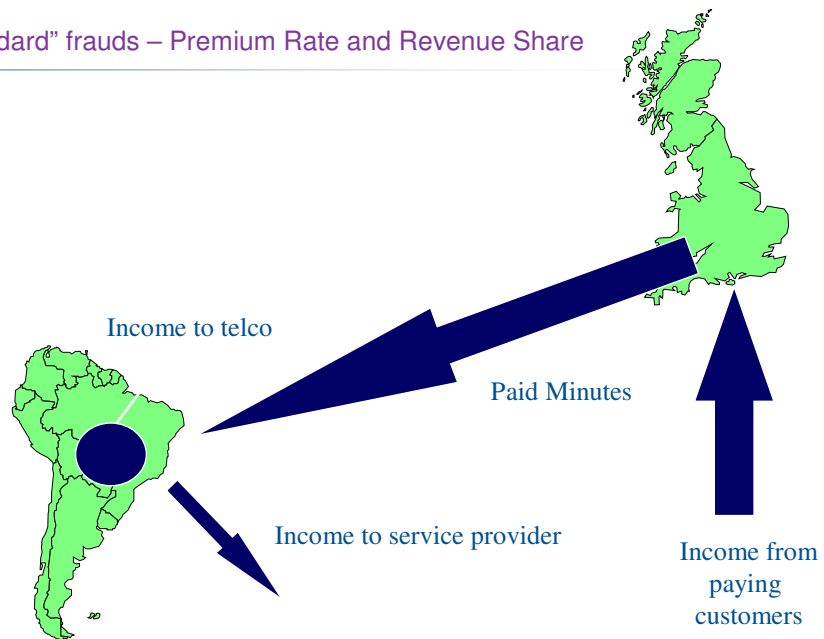 dard" frauds – Premium Rate and Revenue Share
Income to telco
Paid Minutes
Income to service provider
Income from
paying
customers